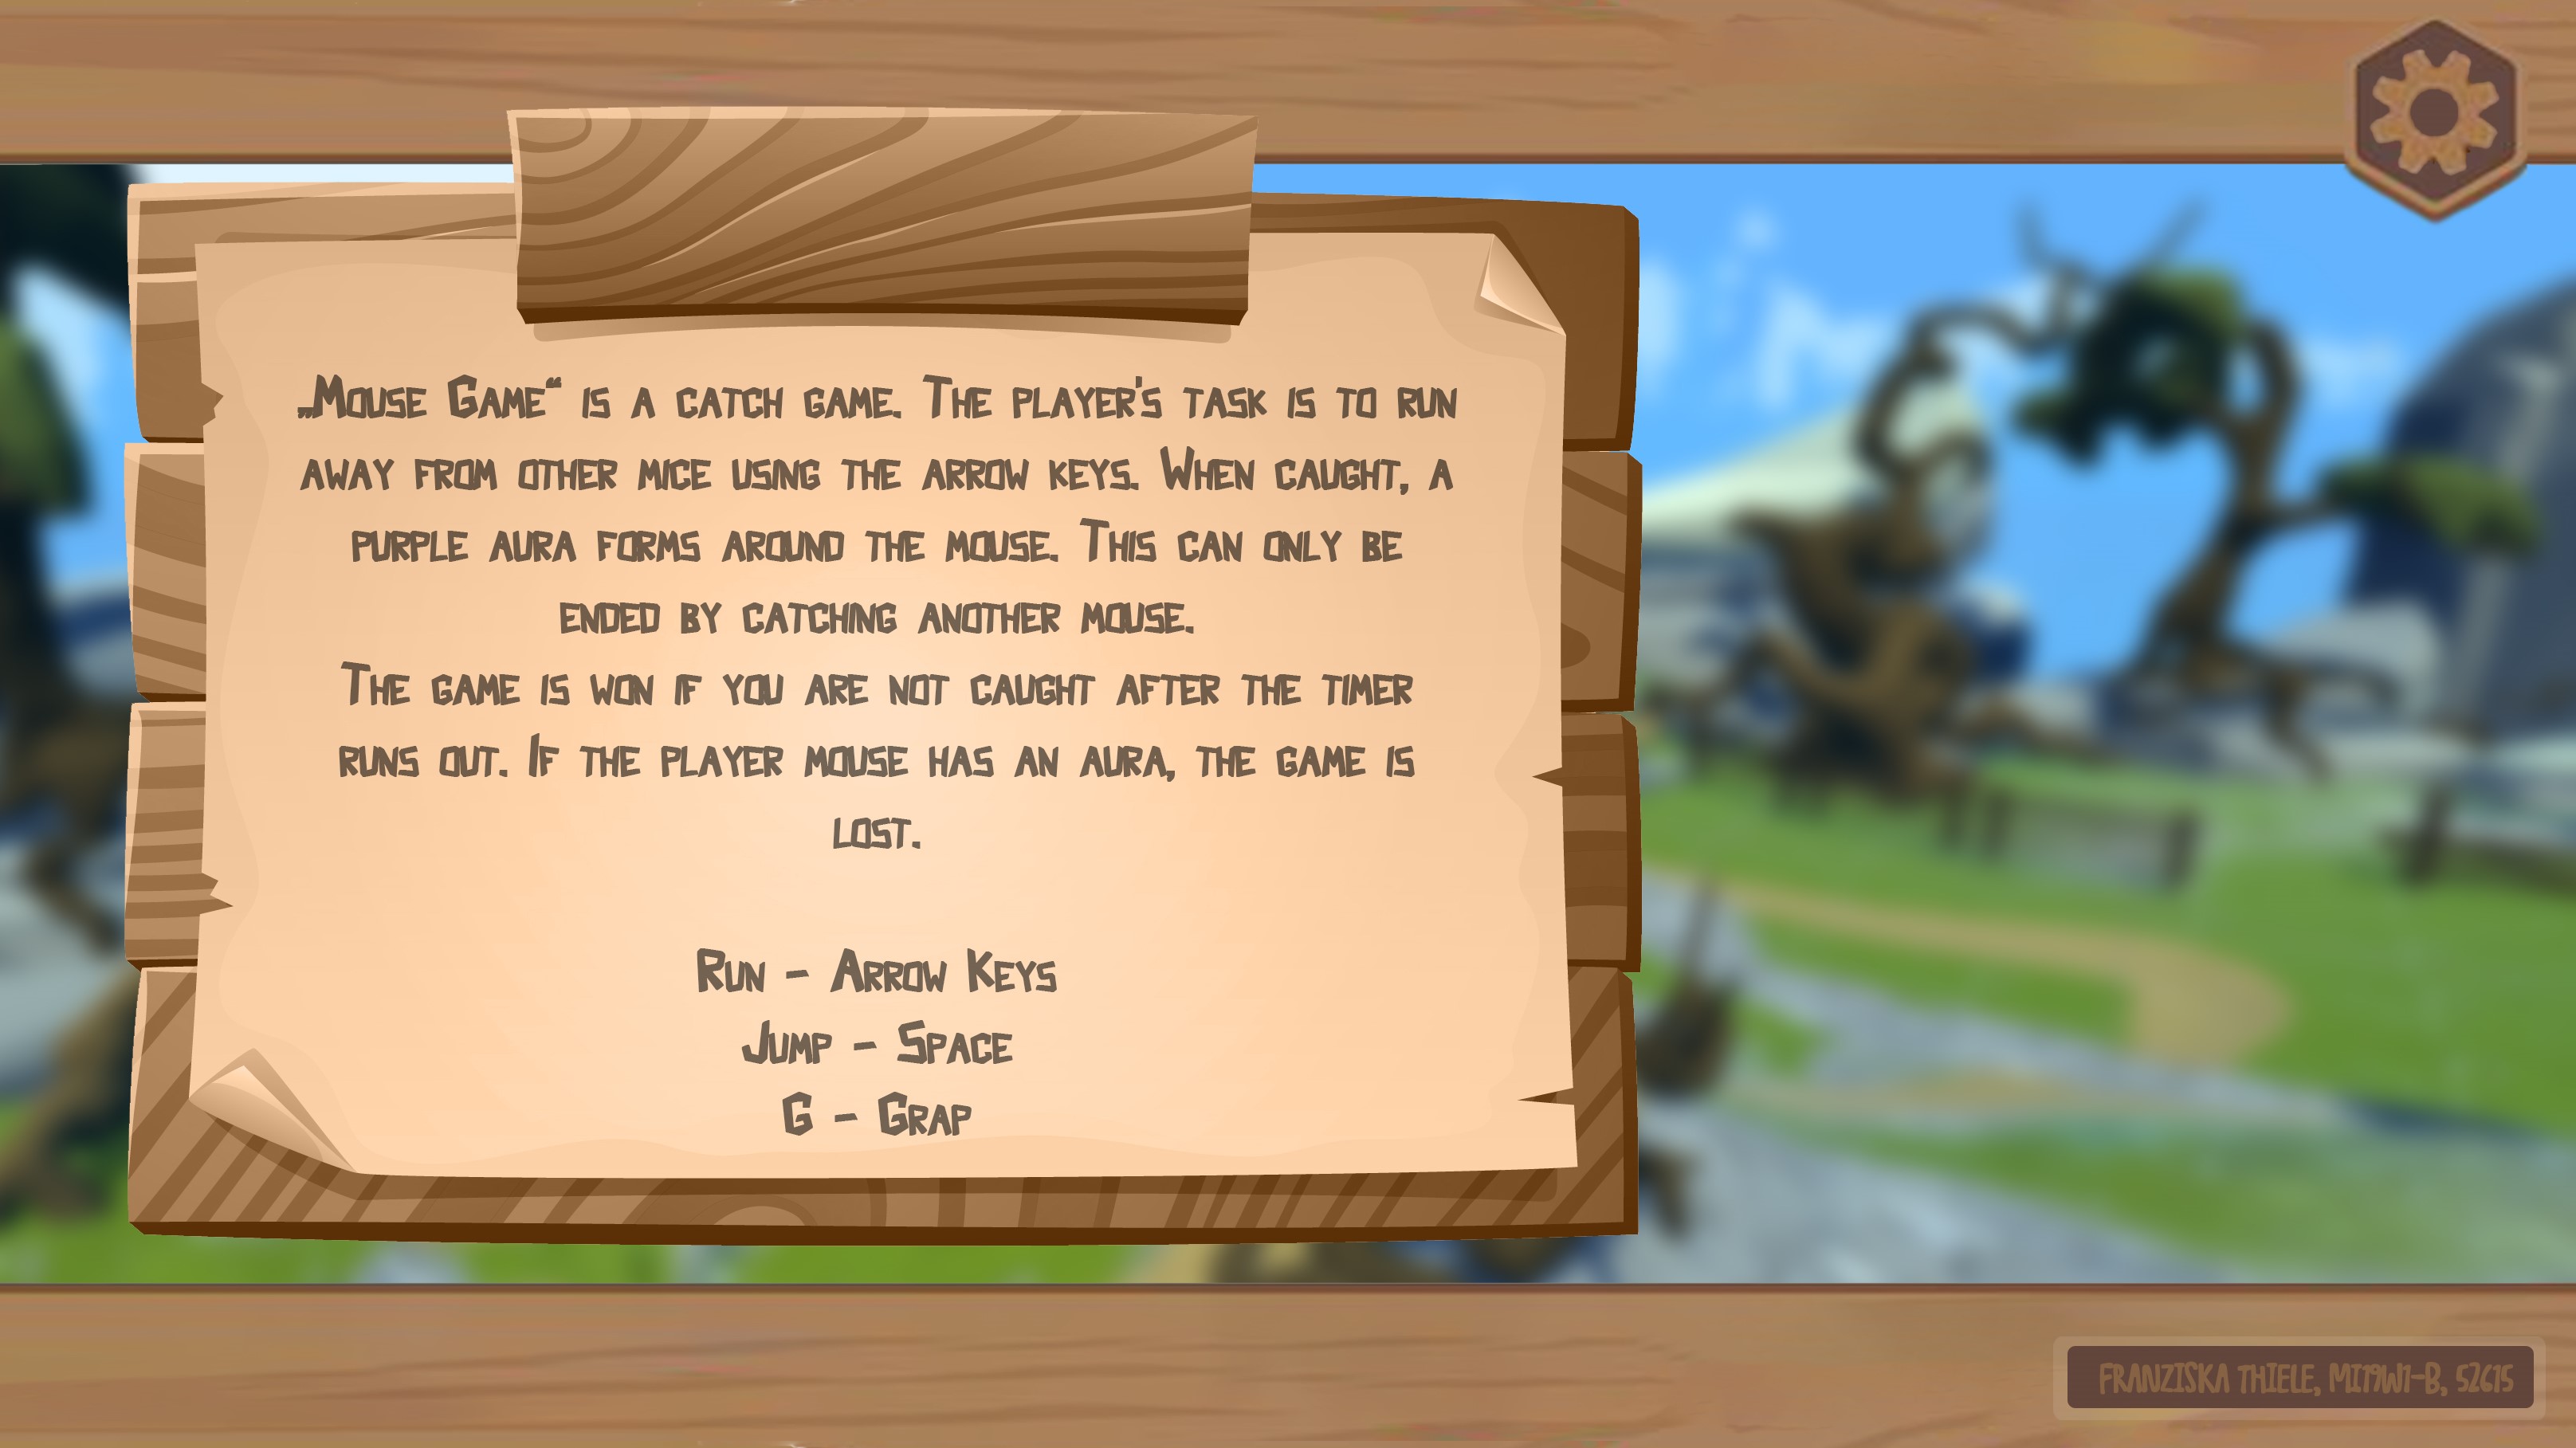 „Mouse Game“ is a catch game. The player's task is to run
away from other mice using the arrow keys. When caught, a
purple aura forms around the mouse. This can only be
ended by catching another mouse.
The game is won if you are not caught after the timer
runs out. If the player mouse has an aura, the game is
lost.
Run - Arrow Keys
Jump - Space
G - Grap
FRANZISKA THIELE, MI19W1-B, 52615